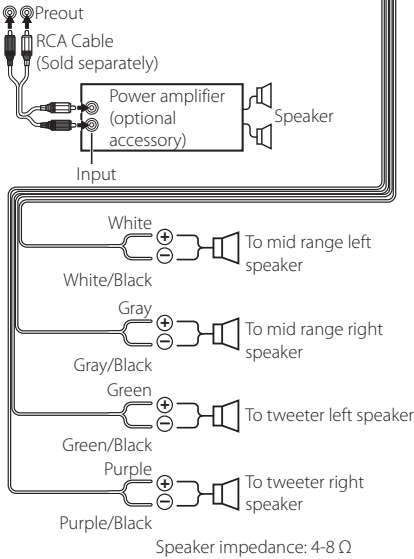 Preout
RCA Cable
(Sold separately)
Power amplifier
(optional
accessory)
Speaker
Input
White
+
−
To mid range left
speaker
White/Black
Gray
+
−
To mid range right
speaker
Gray/Black
Green
+
−
To tweeter left speaker
Green/Black
Purple
+
−
To tweeter right
speaker
Purple/Black
Speaker impedance: 4-8 Ω